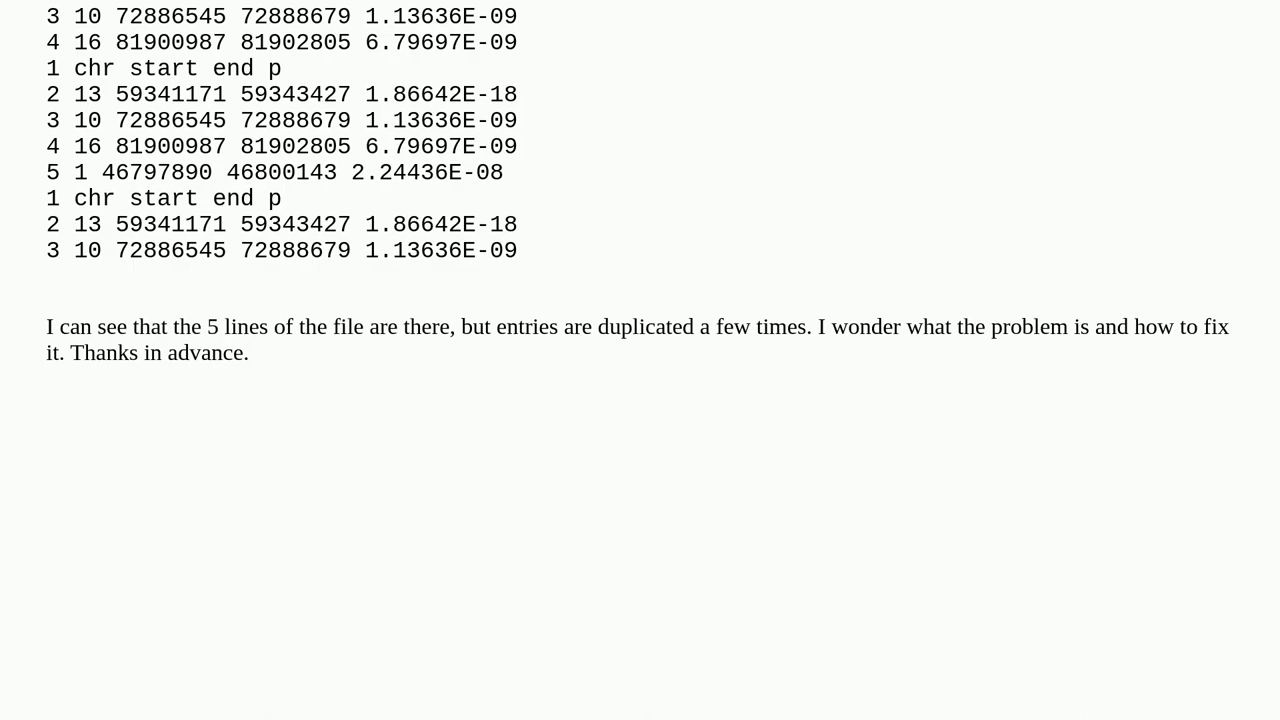 3 10 72886545 72888679 1.13636E-09
4 16 81900987 81902805 6.79697E-09
1 chr start end p
2 13 59341171 59343427 1.86642E-18
3 10 72886545 72888679 1.13636E-09
4 16 81900987 81902805 6.79697E-09
5 1 46797890 46800143 2.24436E-08
1 chr start end p
2 13 59341171 59343427 1.86642E-18
3 10 72886545 72888679 1.13636E-09
I can see that the 5 lines of the file are there, but entries are duplicated a few times. I wonder what the problem is and how to fix
it. Thanks in advance.